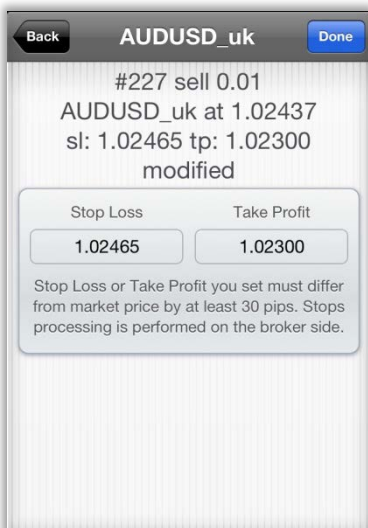 Back AUDUSD_uk Done
#227 sell 0.01
AUDUSD_uk at 1.02437
sl: 1.02465 tp: 1.02300
modified
Stop Loss Take Profit
1.02465 1.02300
Stop Loss or Take Profit you set must differ
from market price by at least 30 pips. Stops
processing is performed on the broker side.